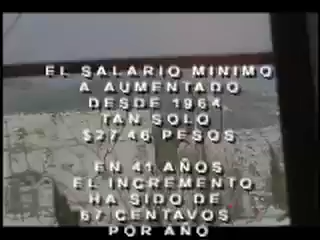 EL SALARIO MINIMO
A AUMENTADO
DESDE 1964
TAN SOLO
$27.46 PESOS
EN 41 AÑOS
EL INCREMENTO
HA SIDO DE
67 CENTAVOS
POR AÑO